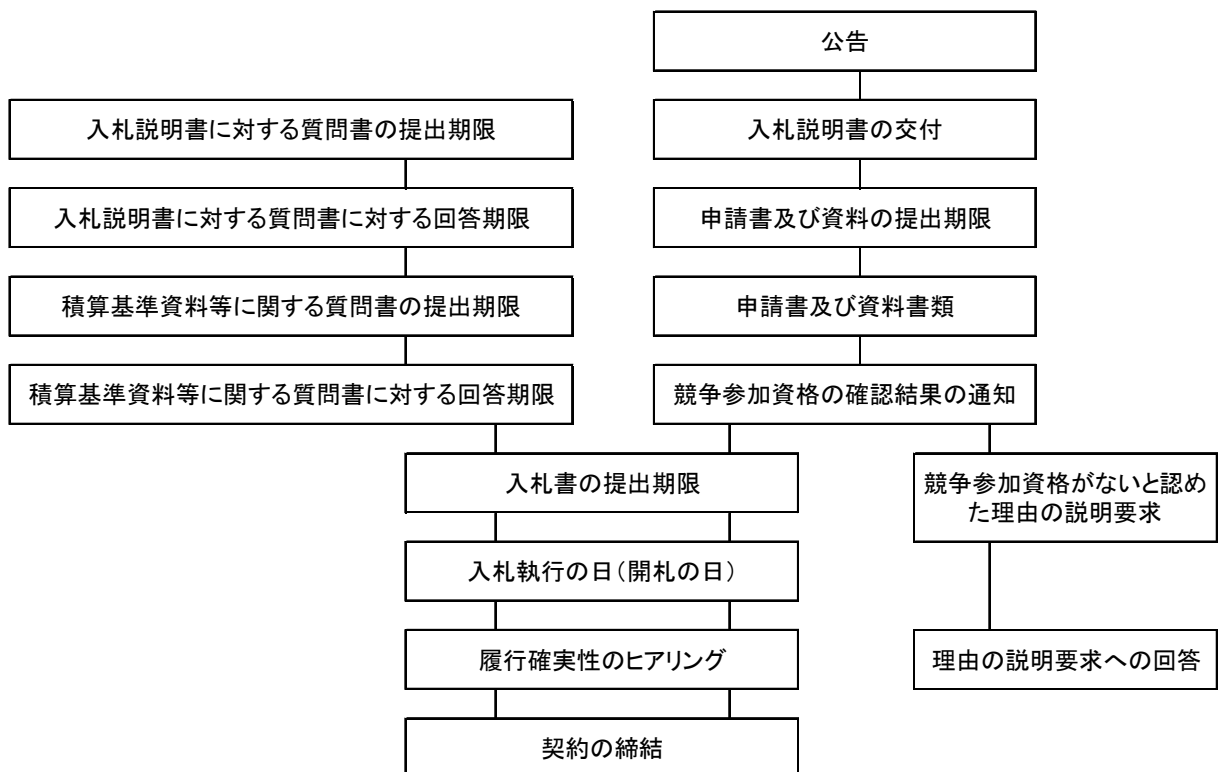 公告
入札説明書に対する質問書の提出期限
入札説明書の交付
入札説明書に対する質問書に対する回答期限
申請書及び資料の提出期限
積算基準資料等に関する質問書の提出期限
申請書及び資料書類
積算基準資料等に関する質問書に対する回答期限
競争参加資格の確認結果の通知
入札書の提出期限
競争参加資格がないと認め
た理由の説明要求
入札執行の日(開札の日)
履行確実性のヒアリング
理由の説明要求への回答
契約の締結